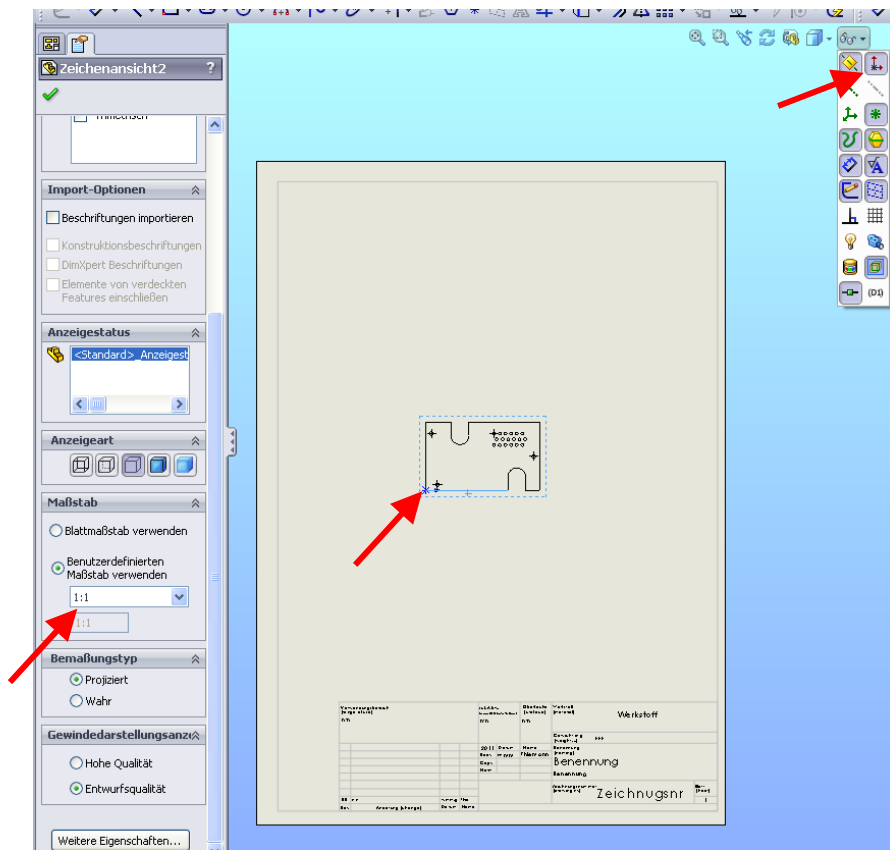 Zeichenansicht2
?
Import-Optionen
Beschriftungen importieren
Konstruktionsbeschriftungen
DimXpert Beschriftungen
Elemente von verdeckten
Features einschließen
Anzeigestatus
<Standard>_Anzeigest
Anzeigeart
Maßstab
Blattmaßstab verwenden
Benutzerdefinierten
Maßstab verwenden
1:1
1:1
Bemaßungstyp
Projiziert
Wahr
Gewindedarstellungsanzei
Hohe Qualität
Entwurfsqualität
Weitere Eigenschaften...
(D1)
Werkstoff
Benennung
Benennung
Zeichnugsnr